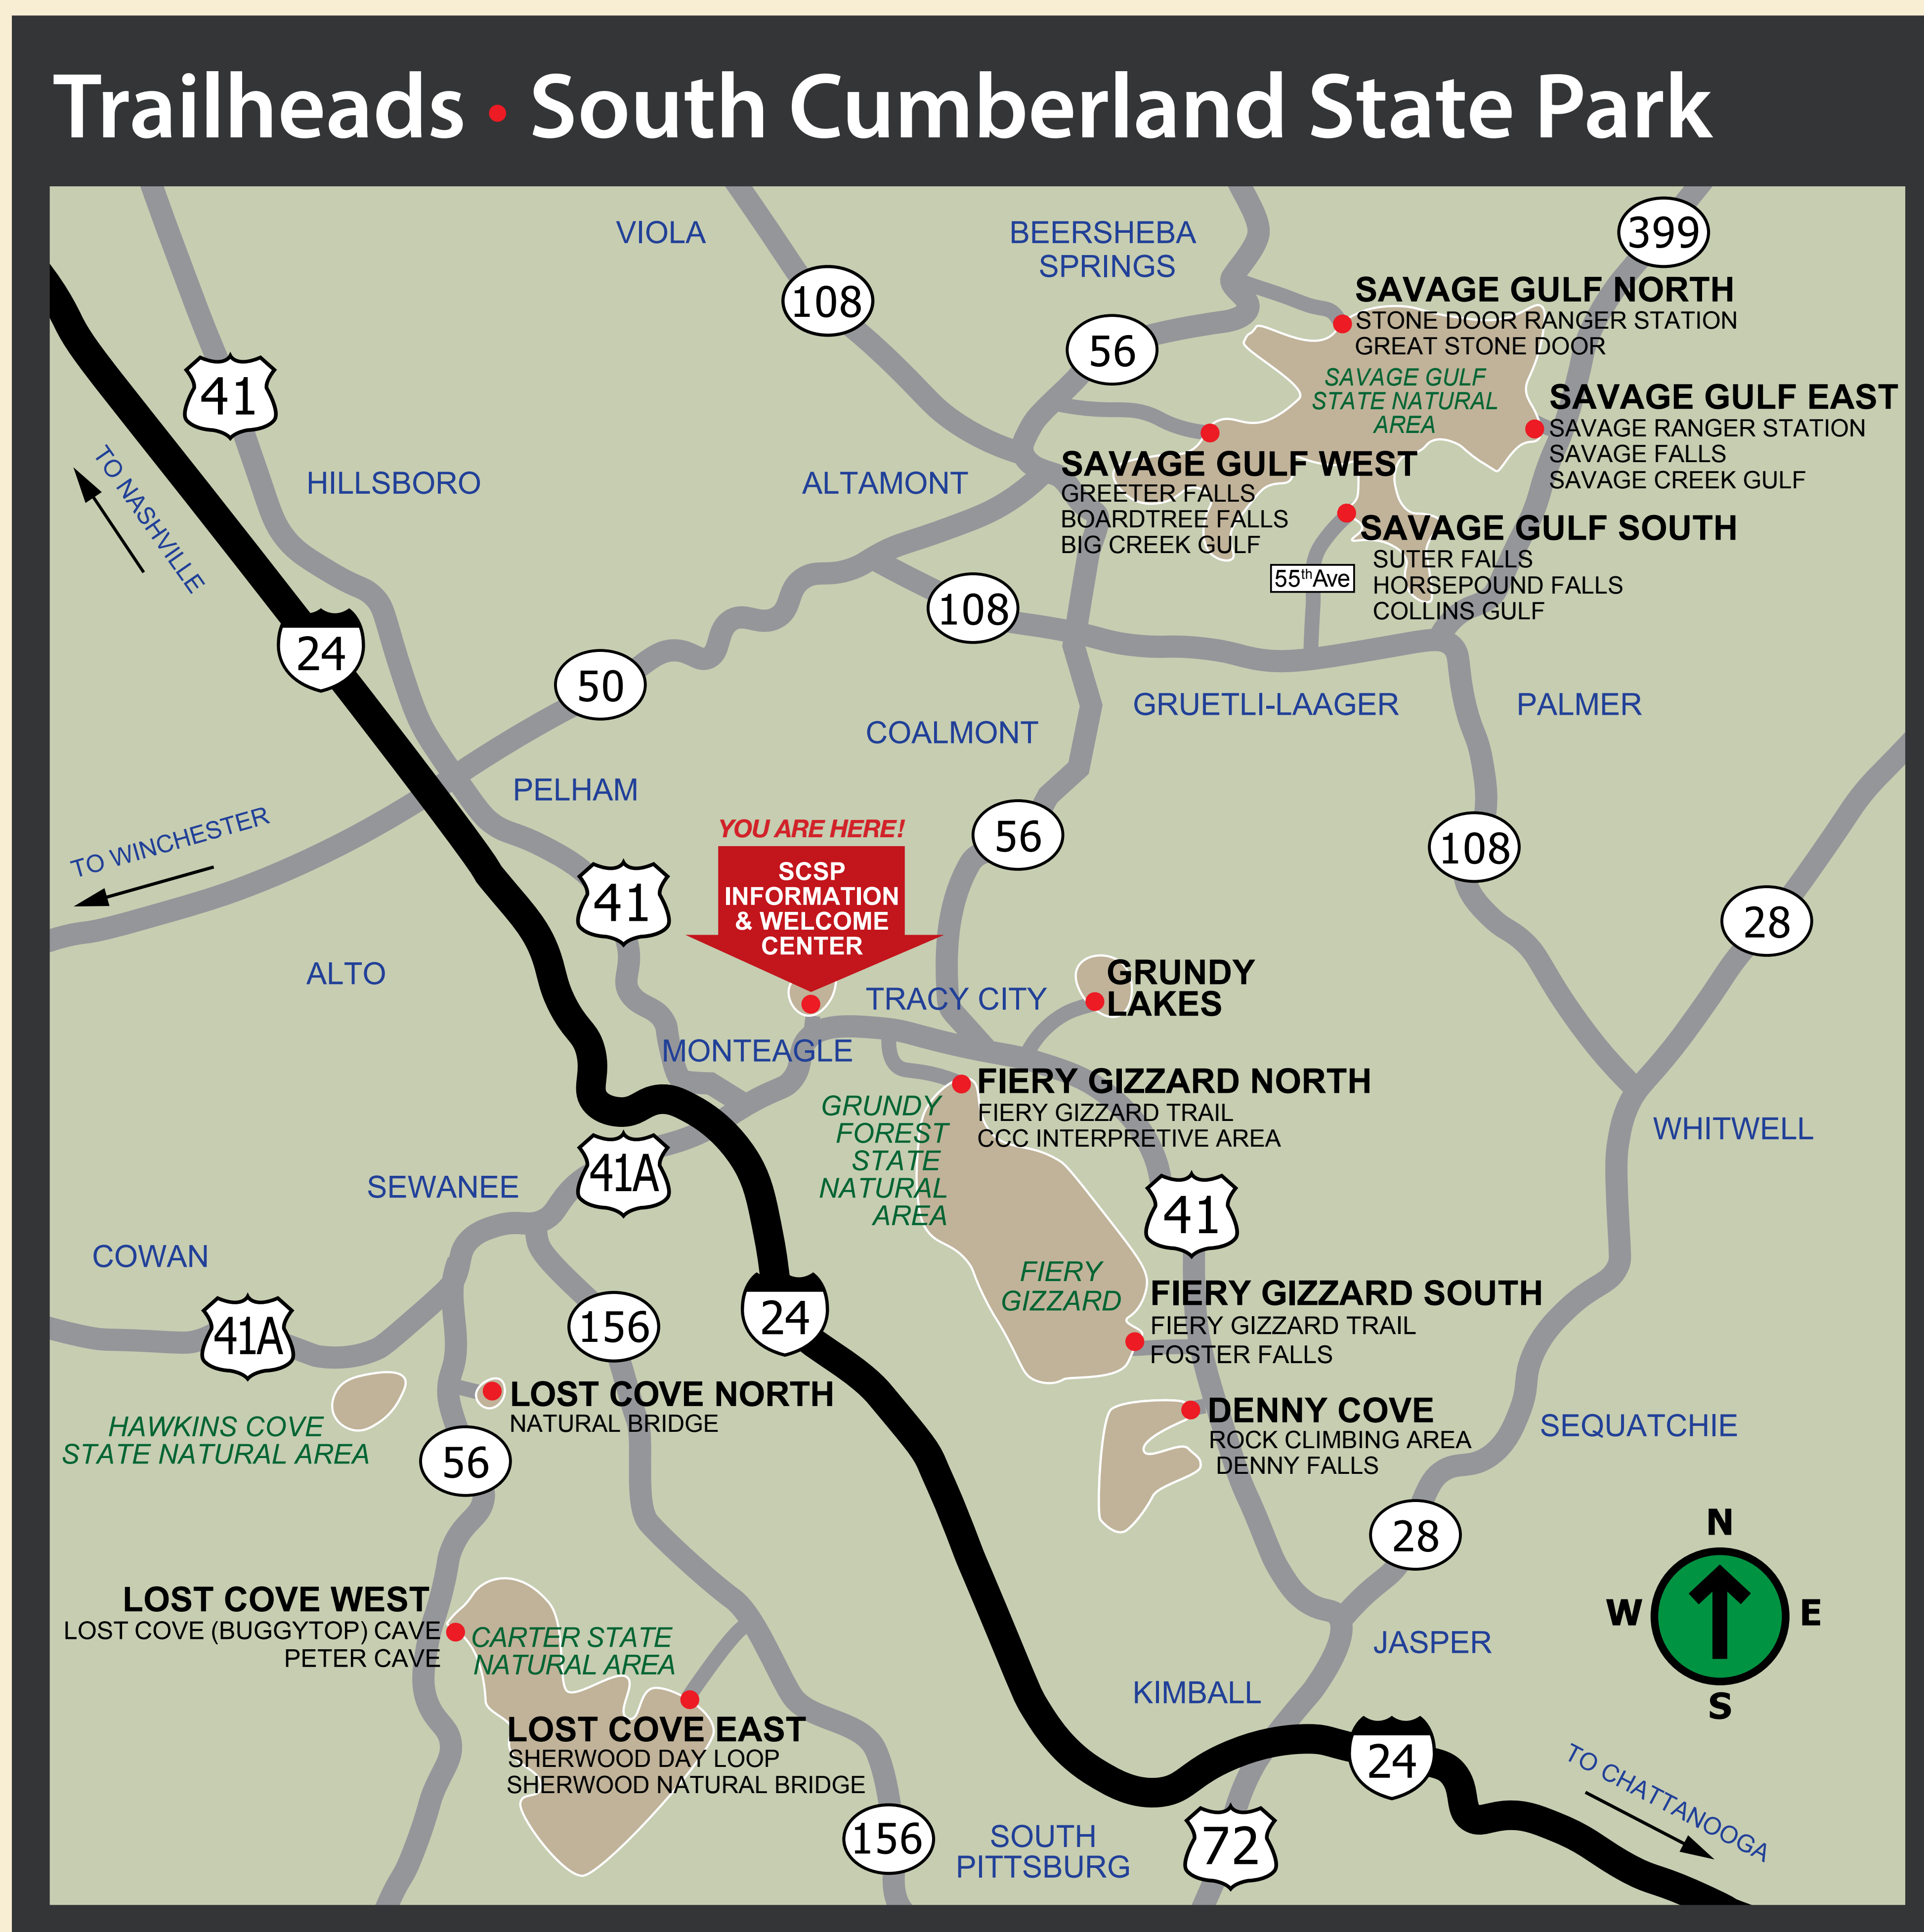 Trailheads • South Cumberland State Park
VIOLA
BEERSHEBA
SPRINGS
399
108
56
41
SAVAGE GULF NORTH
STONE DOOR RANGER STATION
GREAT STONE DOOR
SAVAGE GULF
STATE NATURAL
AREA
SAVAGE GULF EAST
SAVAGE RANGER STATION
SAVAGE FALLS
SAVAGE CREEK GULF
TO NASHVILLE
HILLSBORO
ALTAMONT
SAVAGE GULF WEST
GREETER FALLS
BOARDTREE FALLS
BIG CREEK GULF
SAVAGE GULF SOUTH
SUTER FALLS
HORSEPOUND FALLS
COLLINS GULF
55th Ave
108
24
50
COALMONT
GRUETLI-LAAGER
PALMER
PELHAM
TO WINCHESTER
YOU ARE HERE!
SCSP
INFORMATION
& WELCOME
CENTER
56
108
41
28
ALTO
TRACY CITY
GRUNDY
LAKES
MONTEAGLE
FIERY GIZZARD NORTH
FIERY GIZZARD TRAIL
CCC INTERPRETIVE AREA
GRUNDY
FOREST
STATE
NATURAL
AREA
WHITWELL
41A
SEWANEE
41
COWAN
FIERY
GIZZARD
FIERY GIZZARD SOUTH
FIERY GIZZARD TRAIL
FOSTER FALLS
41A
156
24
LOST COVE NORTH
NATURAL BRIDGE
HAWKINS COVE
STATE NATURAL AREA
56
DENNY COVE
ROCK CLIMBING AREA
DENNY FALLS
SEQUATCHIE
28
N
W
E
S
LOST COVE WEST
LOST COVE (BUGGYTOP) CAVE
PETER CAVE
CARTER STATE
NATURAL AREA
JASPER
KIMBALL
LOST COVE EAST
SHERWOOD DAY LOOP
SHERWOOD NATURAL BRIDGE
24
TO CHATTANOOGA
156
SOUTH
PITTSBURG
72